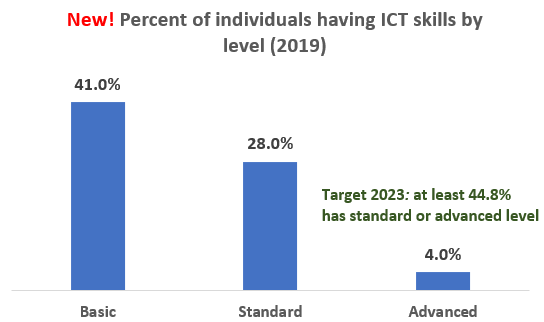 New! Percent of individuals having ICT skills by
level (2019)
41.0%
28.0%
Target 2023: at least 44.8%
has standard or advanced level
4.0%
Basic
Standard
Advanced